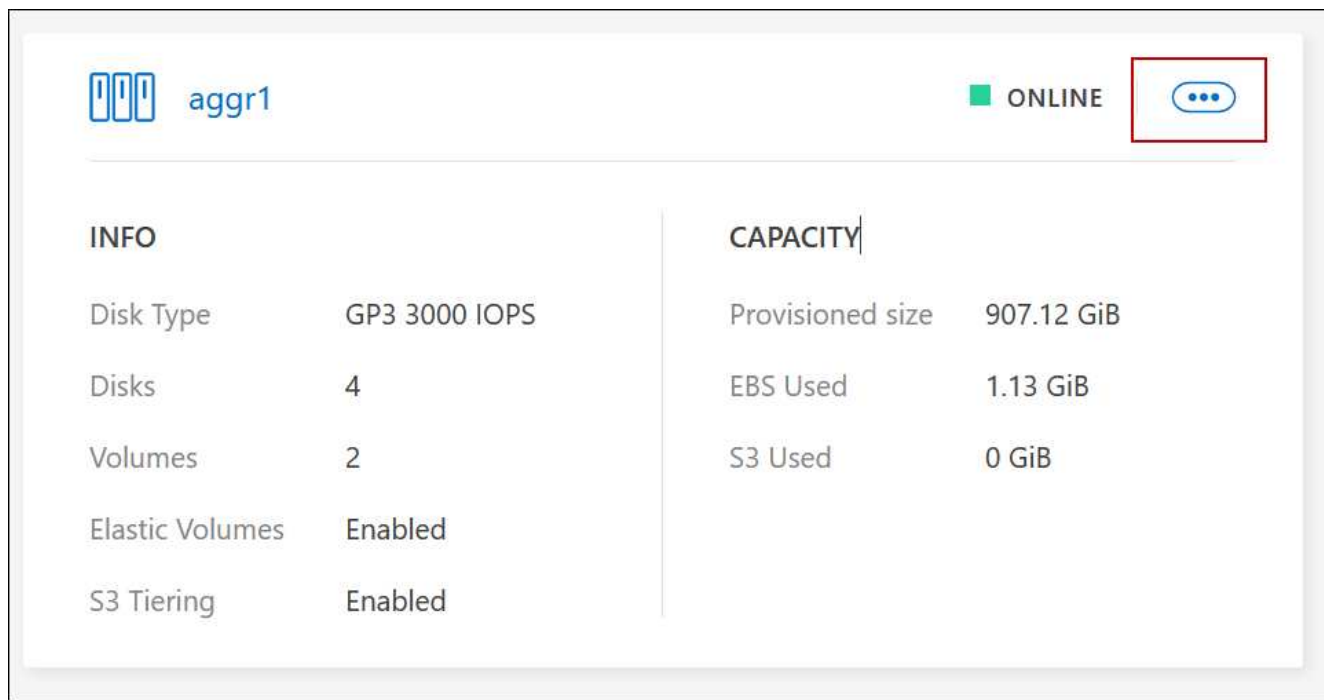 aggr1
ONLINE
INFO
Disk Type GP3 3000 IOPS
Disks 4
Volumes 2
Elastic Volumes Enabled
S3 Tiering Enabled
CAPACITY
Provisioned size 907.12 GiB
EBS Used 1.13 GiB
S3 Used 0 GiB